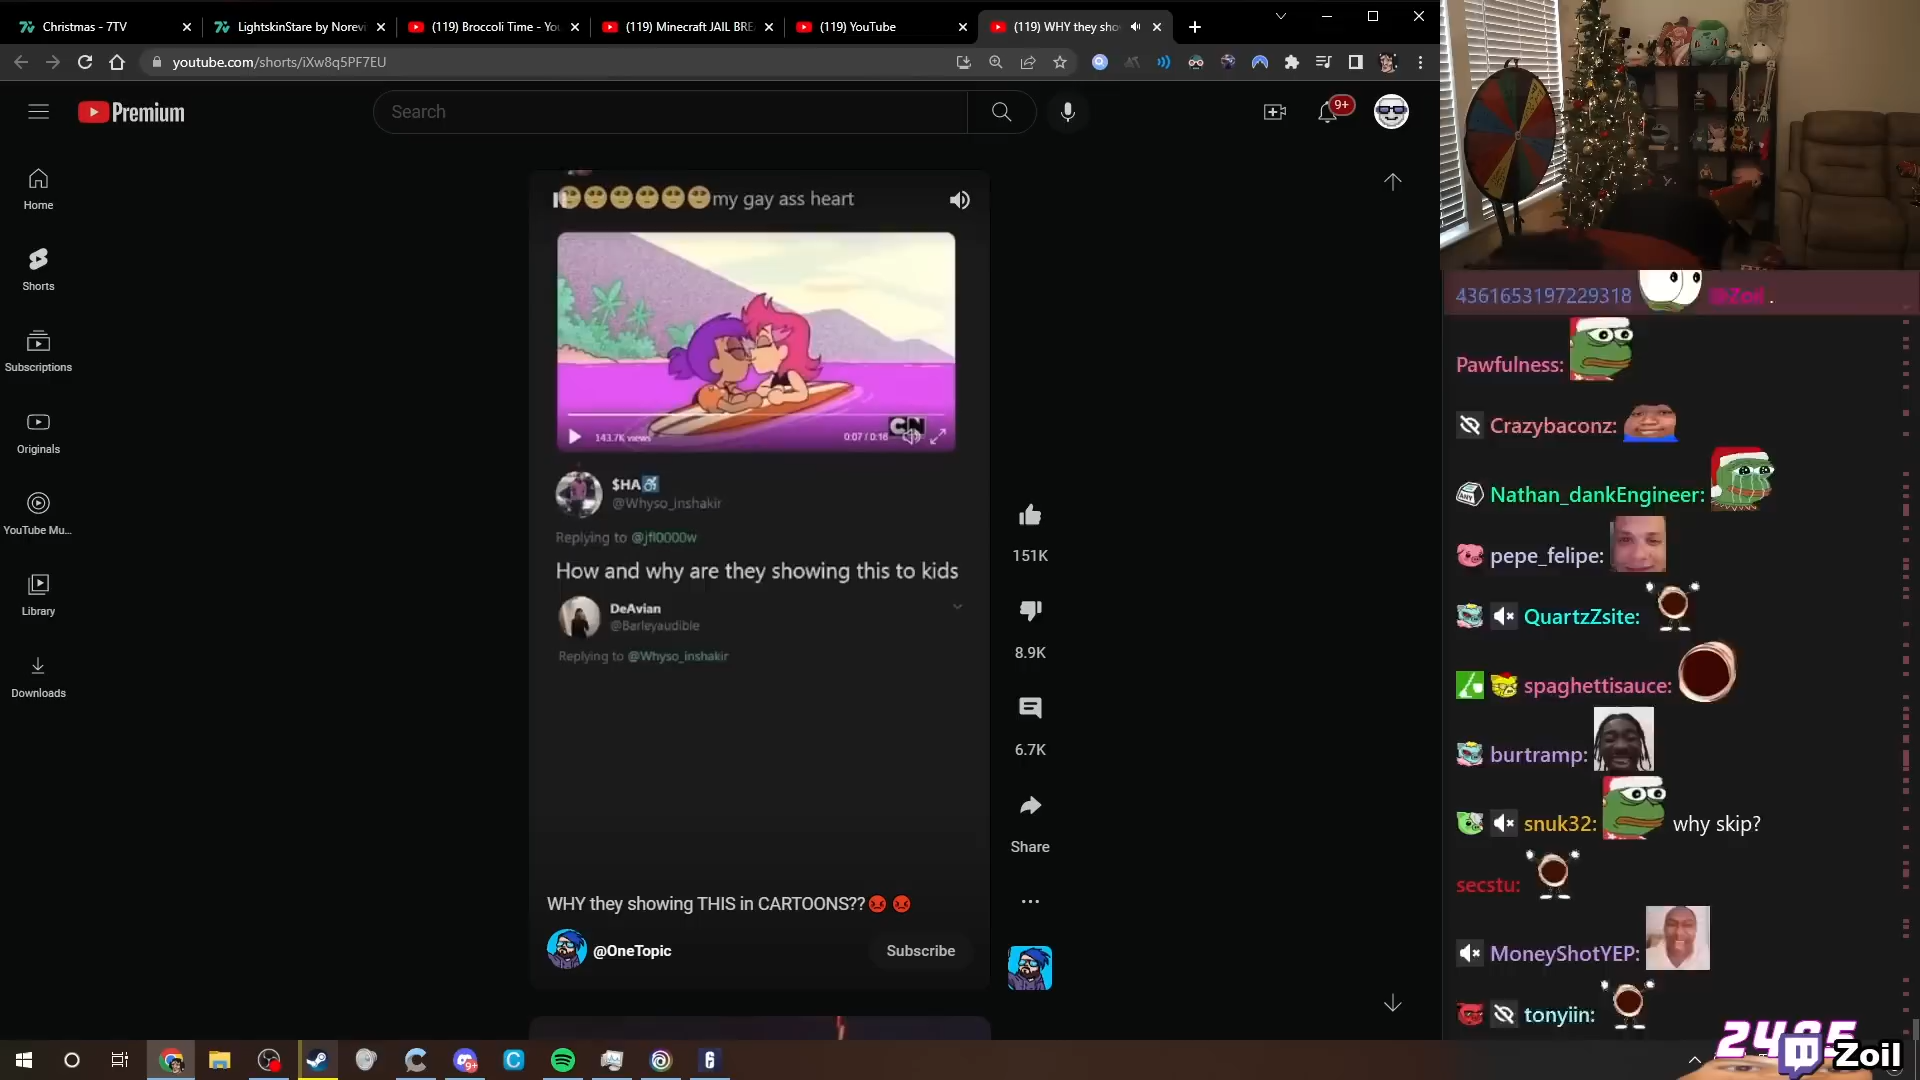 Christmas - 7TV
LightskinStare by Norev
(119) Broccoli Time - You
(119) Minecraft JAIL BRE
(119) YouTube
(119) WHY they sho
youtube.com/shorts/iXw8q5PF7EU
Premium
Search
9+
Home
Shorts
Subscriptions
Originals
YouTube Mu...
Library
Downloads
my gay ass heart
CN
143.7K views
0:07 / 0:16
$HA
@Whyso_inshakir
Replying to @jfl0000w
How and why are they showing this to kids
DeAvian
@Barleyaudible
Replying to @Whyso_inshakir
WHY they showing THIS in CARTOONS??
@OneTopic
Subscribe
151K
8.9K
6.7K
Share
4361653197229318 @Zoil .
Pawfulness:
Crazybaconz:
Nathan_dankEngineer:
pepe_felipe:
QuartzZsite:
spaghettisauce:
burtramp:
snuk32: why skip?
secstu:
MoneyShotYEP:
tonyiin:
Zoil